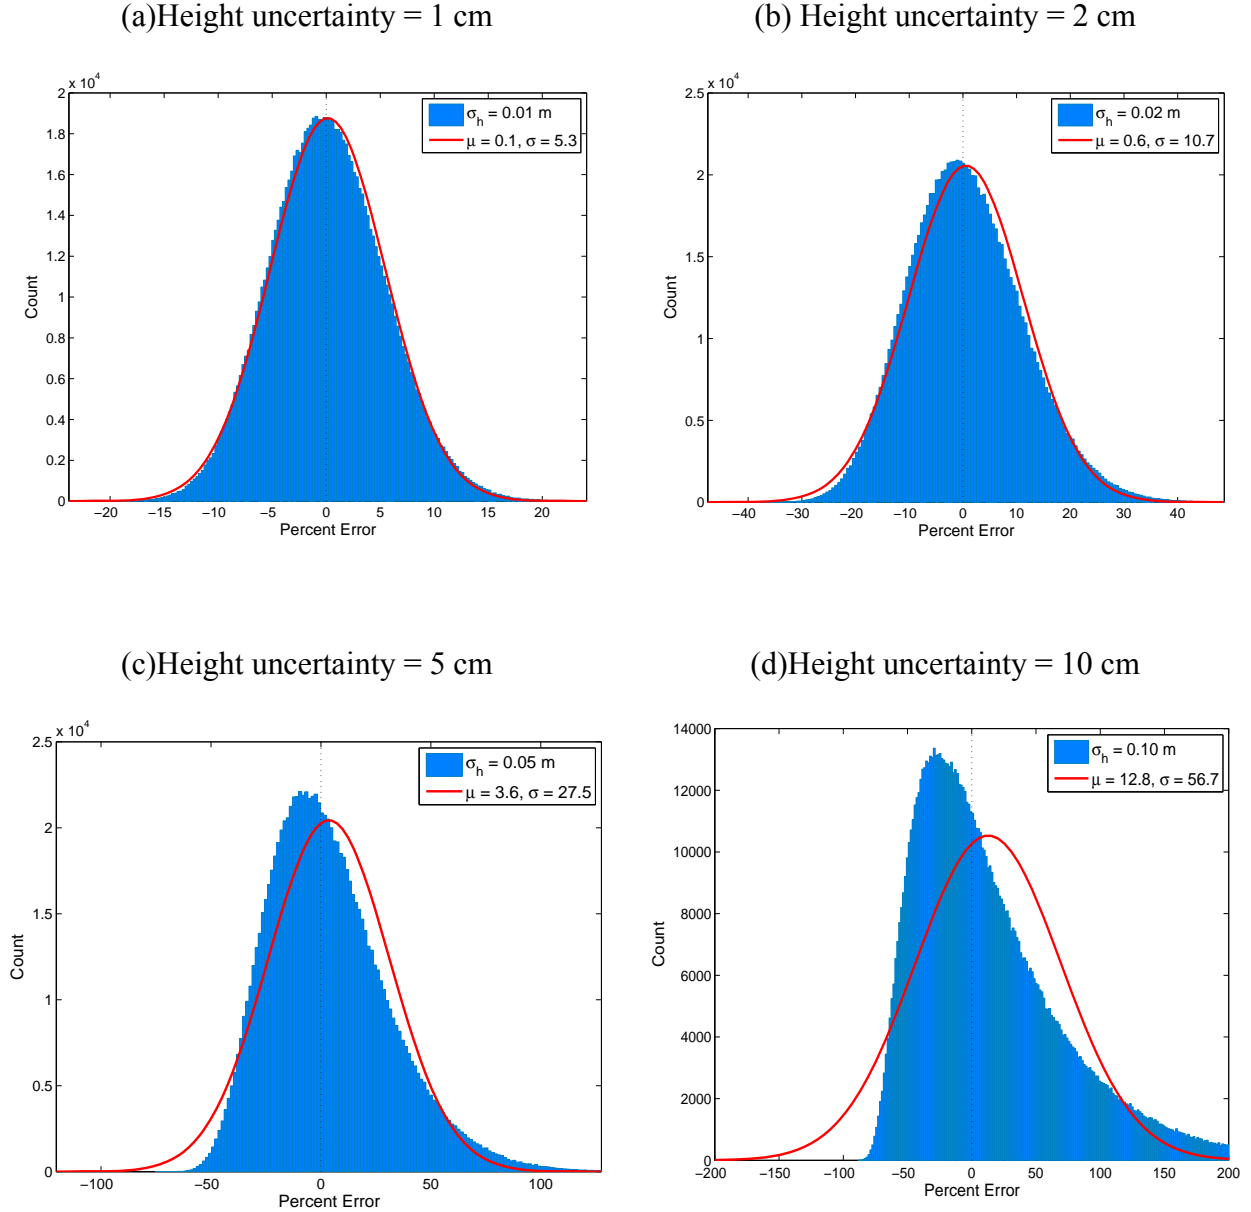 (a)Height uncertainty = 1 cm
(b) Height uncertainty = 2 cm
x 10⁴
2
1.8
1.6
1.4
1.2
1
0.8
0.6
0.4
0.2
0
Count
−20
−15
−10
−5
0
5
10
15
20
Percent Error
σₕ = 0.01 m
μ = 0.1, σ = 5.3
x 10⁴
2.5
2
1.5
1
0.5
0
Count
−40
−30
−20
−10
0
10
20
30
40
Percent Error
σₕ = 0.02 m
μ = 0.6, σ = 10.7
(c)Height uncertainty = 5 cm
(d)Height uncertainty = 10 cm
x 10⁴
2.5
2
1.5
1
0.5
0
Count
−100
−50
0
50
100
Percent Error
σₕ = 0.05 m
μ = 3.6, σ = 27.5
14000
12000
10000
8000
6000
4000
2000
0
Count
−200
−150
−100
−50
0
50
100
150
200
Percent Error
σₕ = 0.10 m
μ = 12.8, σ = 56.7